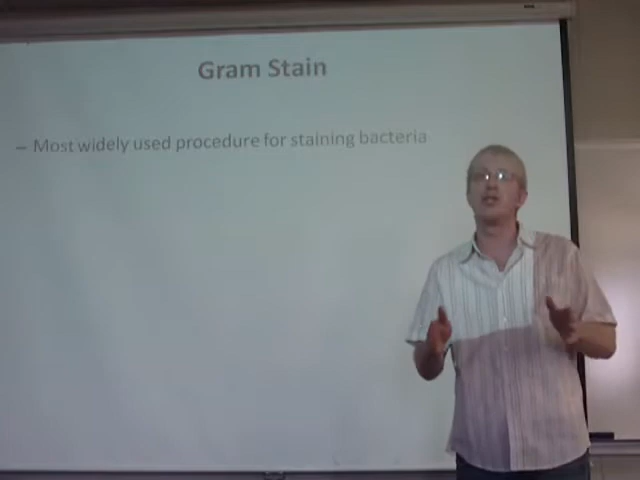 Gram Stain
– Most widely used procedure for staining bacteria